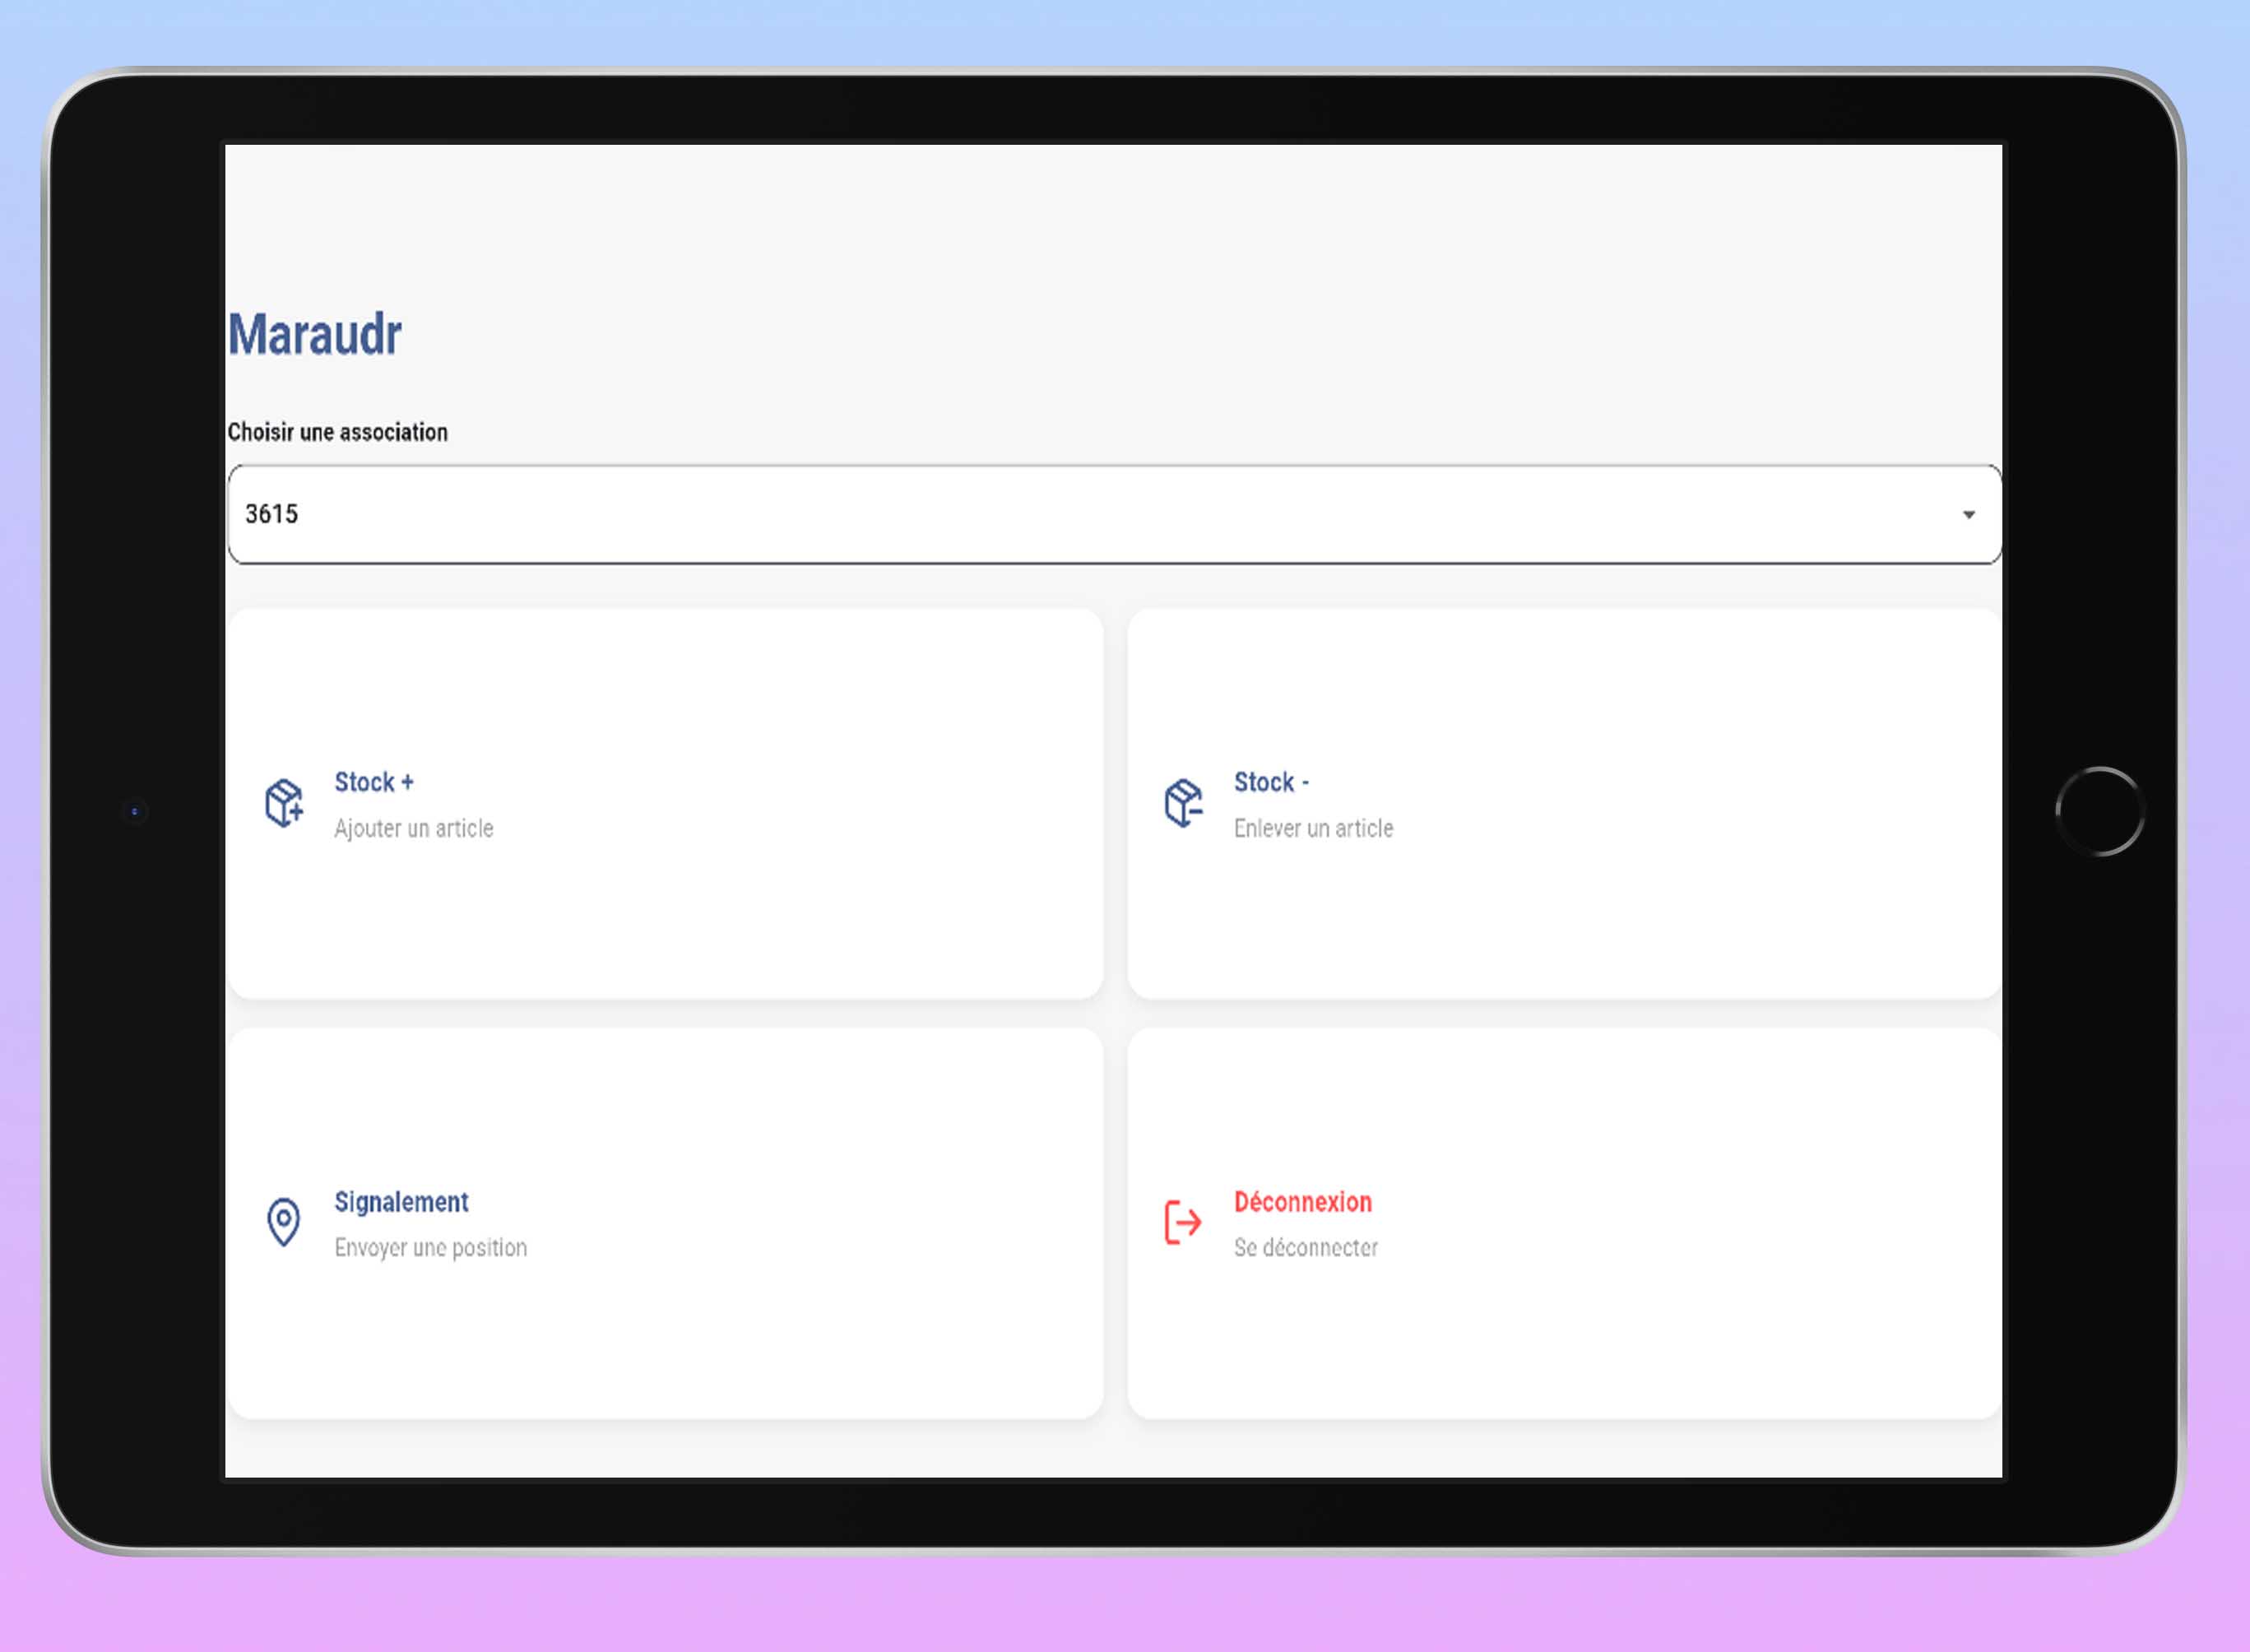 Maraudr
Choisir une association
3615
Stock +
Ajouter un article
Stock -
Enlever un article
Signalement
Envoyer une position
Déconnexion
Se déconnecter